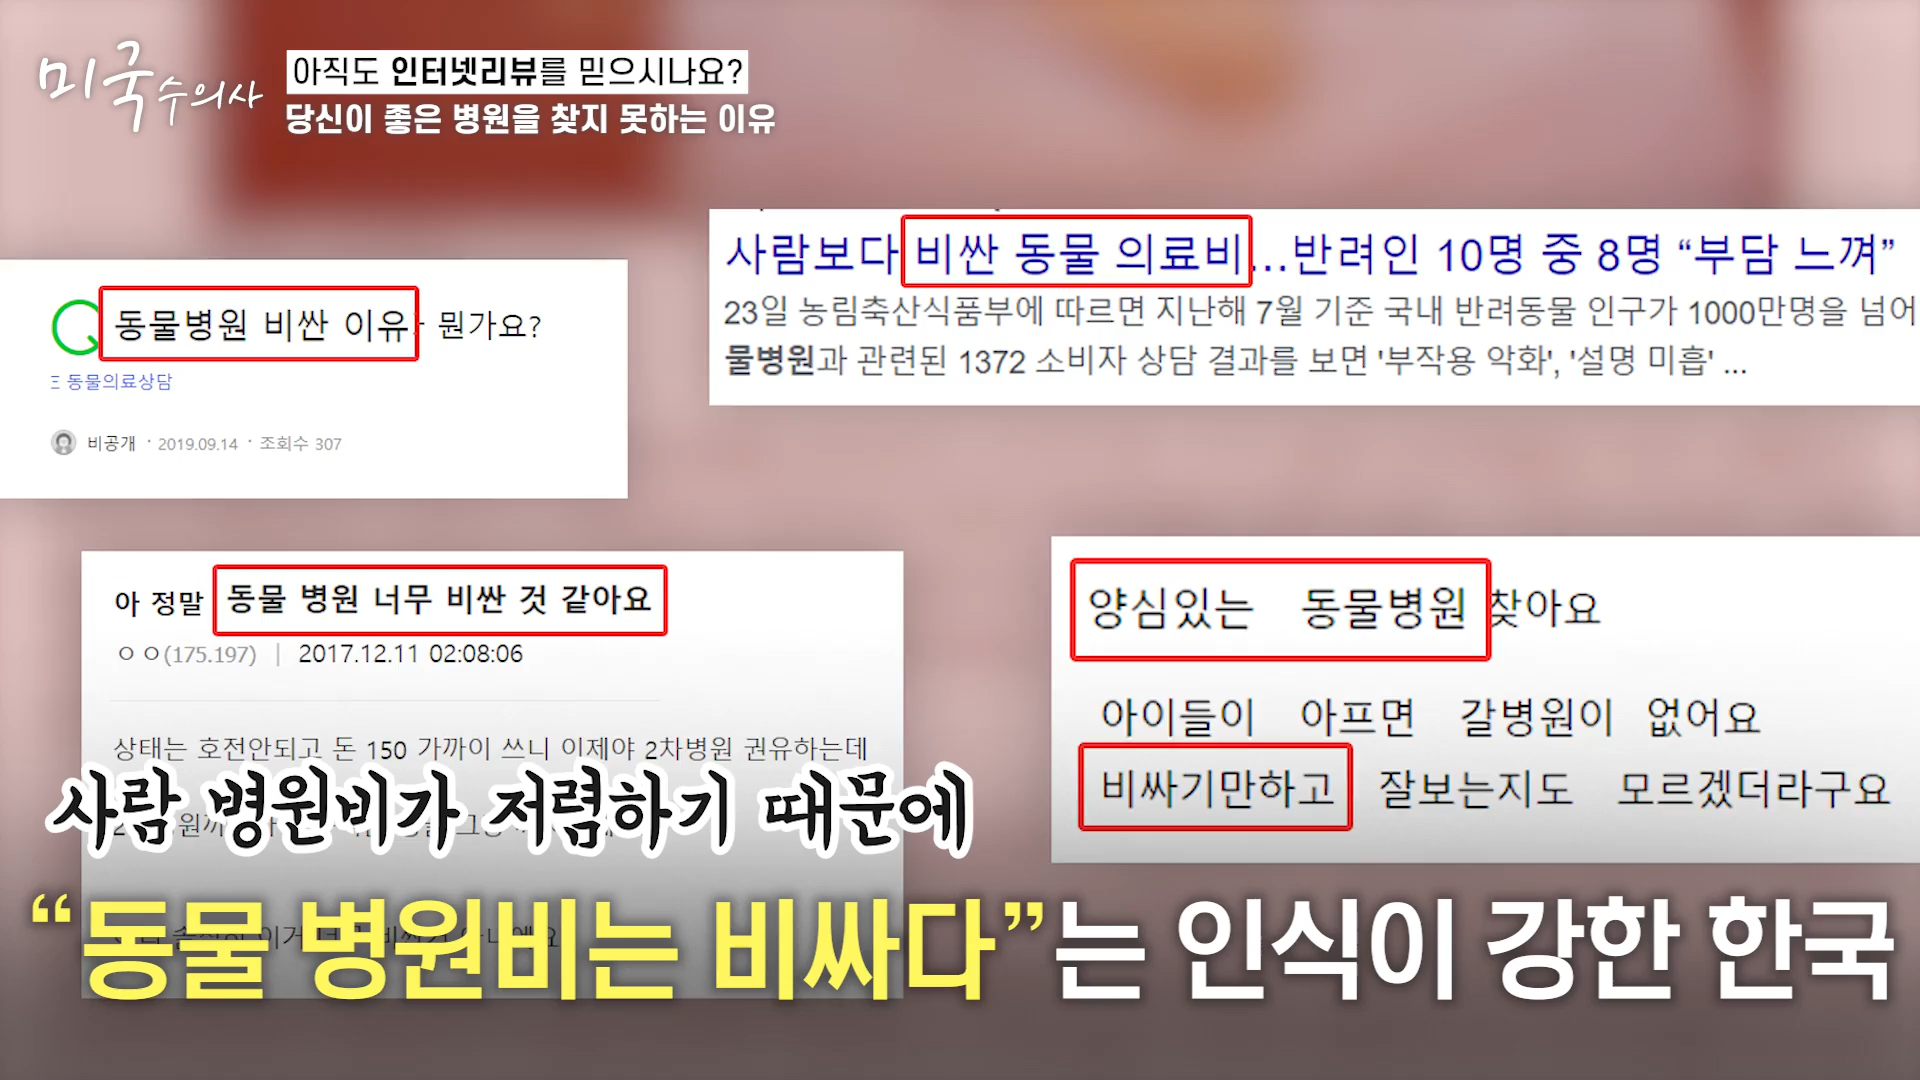 미국수의사
아직도 인터넷리뷰를 믿으시나요?
당신이 좋은 병원을 찾지 못하는 이유
동물병원 비싼 이유 뭔가요?
동물의료상담
비공개 · 2019.09.14 · 조회수 307
사람보다 비싼 동물 의료비...반려인 10명 중 8명 “부담 느껴”
23일 농림축산식품부에 따르면 지난해 7월 기준 국내 반려동물 인구가 1000만명을 넘어
물병원과 관련된 1372 소비자 상담 결과를 보면 '부작용 악화', '설명 미흡' ...
아 정말 동물 병원 너무 비싼 것 같아요
ㅇㅇ(175.197) | 2017.12.11 02:08:06
상태는 호전안되고 돈 150 가까이 쓰니 이제야 2차병원 권유하는데
양심있는 동물병원 찾아요
아이들이 아프면 갈병원이 없어요
비싸기만하고 잘보는지도 모르겠더라구요
사람 병원비가 저렴하기 때문에
“동물 병원비는 비싸다”는 인식이 강한 한국